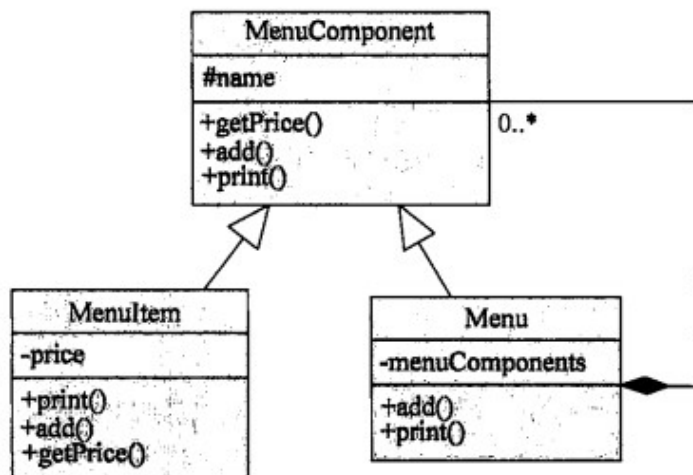 MenuComponent
#name
+getPrice()
+add()
+print()
0..*
MenuItem
-price
+print()
+add()
+getPrice()
Menu
-menuComponents
+add()
+print()